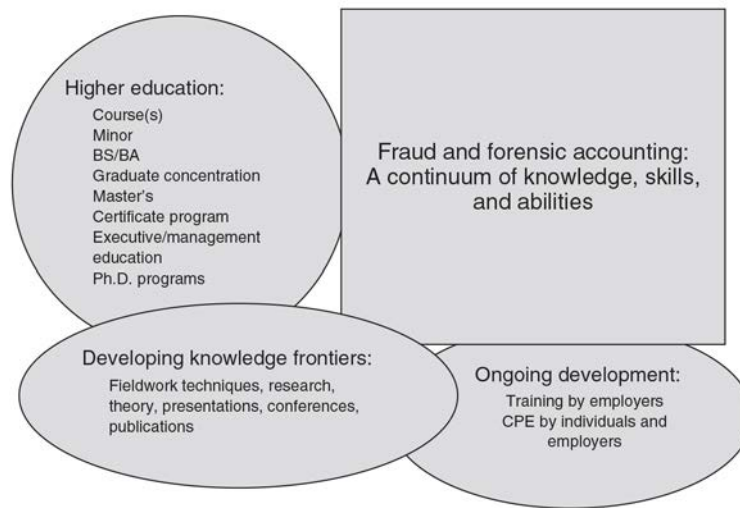 Higher education:
Course(s)
Minor
BS/BA
Graduate concentration
Master's
Certificate program
Executive/management
education
Ph.D. programs
Fraud and forensic accounting:
A continuum of knowledge, skills,
and abilities
Developing knowledge frontiers:
Fieldwork techniques, research,
theory, presentations, conferences,
publications
Ongoing development:
Training by employers
CPE by individuals and
employers